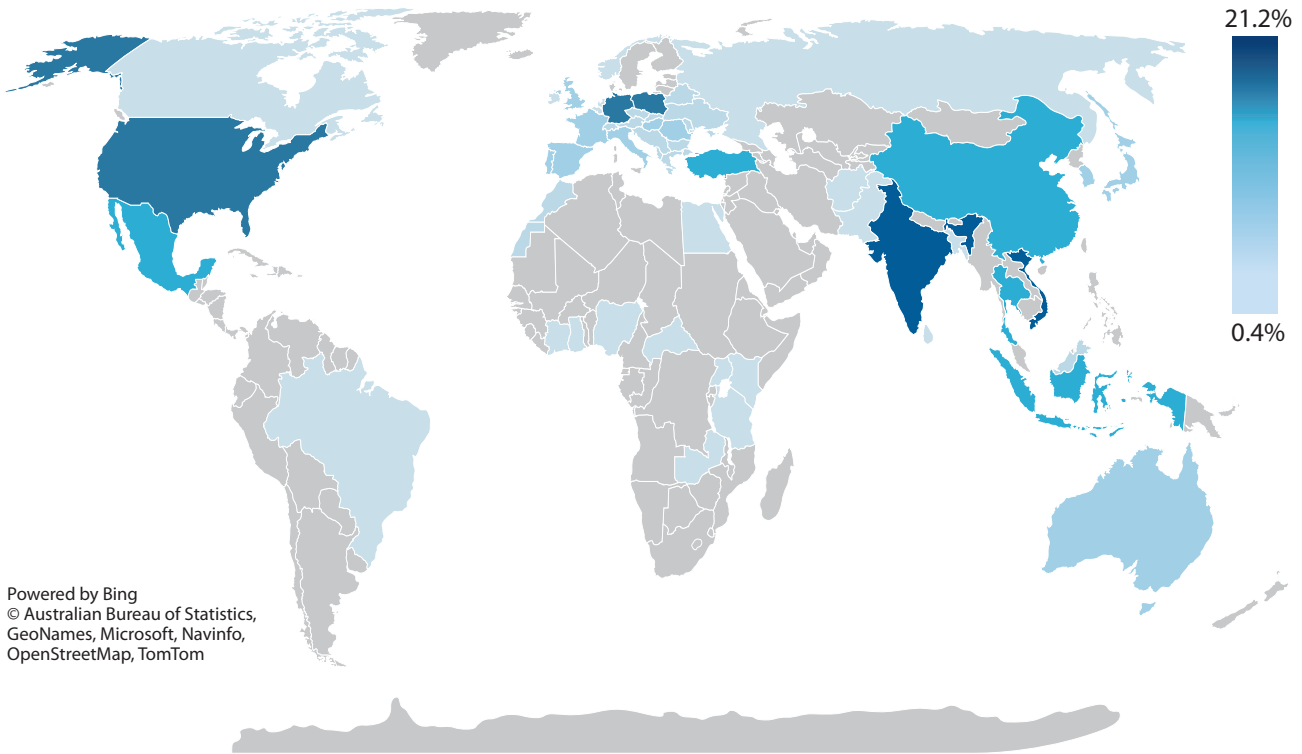 21.2%
0.4%
Powered by Bing
© Australian Bureau of Statistics,
GeoNames, Microsoft, Navinfo,
OpenStreetMap, TomTom